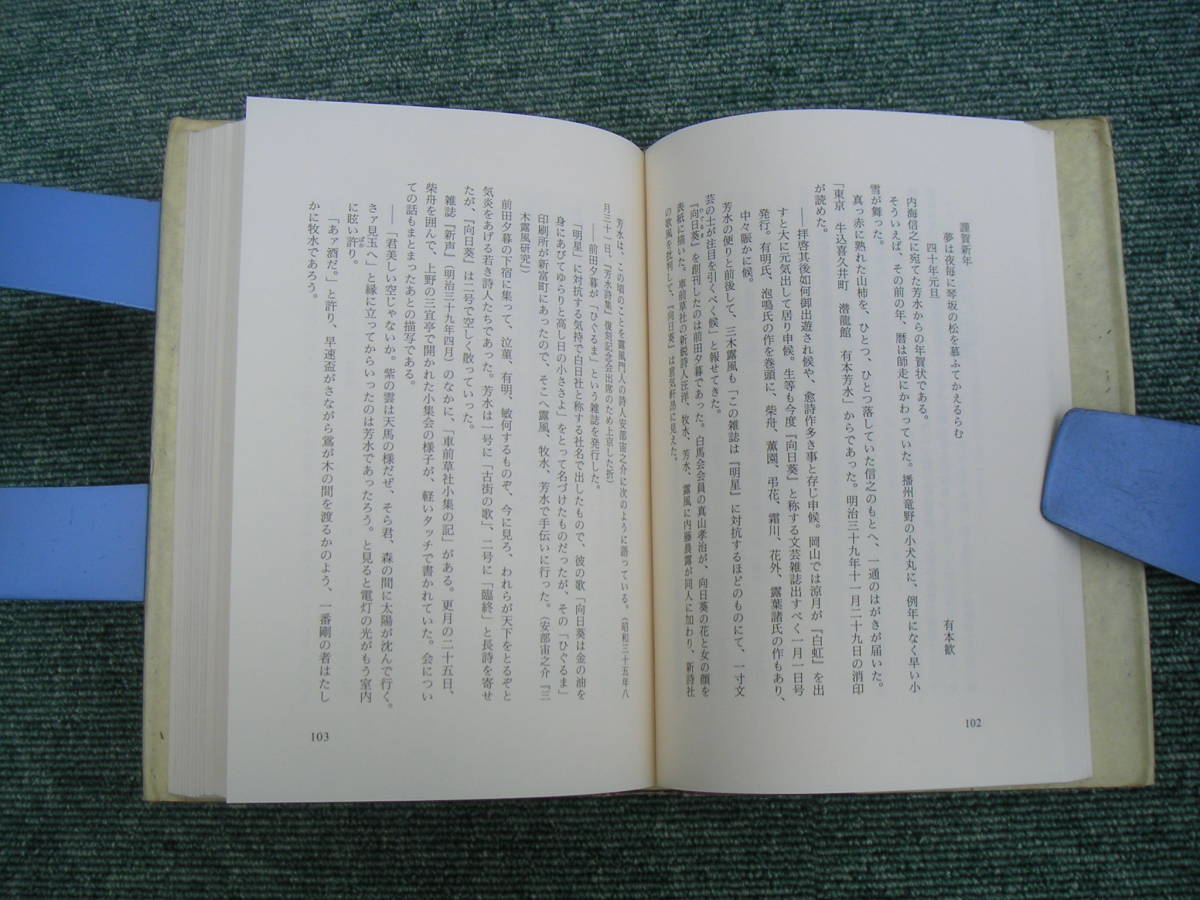 謹賀新年
夢は夜毎に琴坂の松を慕ふてかえるらむ
四十年元旦
有本歓
内海信之に宛てた芳水からの年賀状である。
そういえば、その前の年、暦は師走にかわっていた。播州竜野の小犬丸に、例年になく早い小
雪が舞った。
真っ赤に熟れた山柿を、ひとつ、ひとつ落していた信之のもとへ、一通のはがきが届いた。
「東京 牛込喜久井町 潜龍館 有本芳水」からであった。明治三十九年十一月二十九日の消印
が読めた。
――拝啓其後如何御出遊され候や、愈詩作多き事と存じ申候。岡山では涼月が『白虹』を出
すと大に元気出して居り申候。生等も今度『向日葵』と称する文芸雑誌出すべく一月一日号
発行。有明氏、泡鳴氏の作を巻頭に、柴舟、薫園、弔花、霜川、花外、露葉諸氏の作もあり、
中々賑かに候。
芳水の便りと前後して、三木露風も「この雑誌は『明星』に対抗するほどのものにて、一寸文
芸の士が注目を引くべく候」と報せてきた。
『向日葵』を創刊したのは前田夕暮であった。白馬会会員の真山孝治が、向日葵の花と女の顔を
表紙に描いた。車前草社の新鋭詩人汪洋、牧水、芳水、露風に内藤晨露が同人に加わり、新詩社
の歌風を批判して、『向日葵』は意気軒昂に見えた。
102
芳水は、この頃のことを露風門人の詩人安部宙之介に次のように語っている。(昭和三十五年八
月三十一日、『芳水詩集』復刻記念会出席のため上京した折)
――前田夕暮が「ひぐるま」という雑誌を発行した。
「明星」に対抗する気持で白日社と称する社名で出したもので、彼の歌「向日葵は金の油を
身にあびてゆらりと高し日の小ささよ」をとって名づけたものだったが、その「ひぐるま」
印刷所が新富町にあったので、そこへ露風、牧水、芳水で手伝いに行った。(安部宙之介『三
木露風研究』)
前田夕暮の下宿に集って、泣菫、有明、敏何するものぞ、今に見ろ、われらが天下をとるぞと
気炎をあげる若き詩人たちであった。芳水は一号に「古街の歌」、二号に「臨終」と長詩を寄せ
たが、『向日葵』は二号で空しく散っていった。
雑誌『新声』(明治三十九年四月)のなかに、「車前草社小集の記」がある。更月の二十五日、
柴舟を囲んで、上野の三宜亭で開かれた小集会の様子が、軽いタッチで書かれていた。会につい
ての話もまとまったあとの描写である。
――「君美しい空じゃないか。紫の雲は天馬の様だぜ、そら君、森の間に太陽が沈んで行く。
さァ見玉へ」と縁に立ってからいったのは芳水であったろう。と見ると電灯の光がもう室内
に眩い許り。
「あァ酒だ。」と許り、早速盃がさながら鴬が木の間を渡るかのよう、一番剛の者はたし
かに牧水であろう。
103